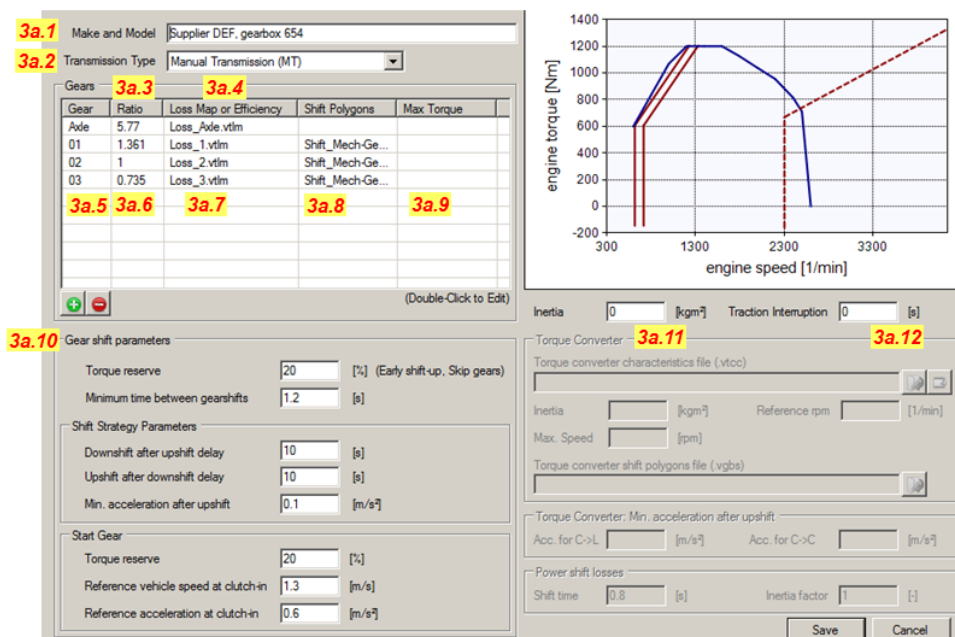 3a.1 Make and Model Supplier DEF, gearbox 654
3a.2 Transmission Type Manual Transmission (MT)
Gears 3a.3 3a.4
Gear Ratio Loss Map or Efficiency Shift Polygons Max Torque
Axle 5.77 Loss_Axle.vtlm
01 1.361 Loss_1.vtlm Shift_Mech-Ge...
02 1 Loss_2.vtlm Shift_Mech-Ge...
03 0.735 Loss_3.vtlm Shift_Mech-Ge...
3a.5 3a.6 3a.7 3a.8 3a.9
(Double-Click to Edit)
engine torque [Nm]
1400
1200
1000
800
600
400
200
0
-200
300 1300 2300 3300
engine speed [1/min]
Inertia 0 [kgm²] Traction Interruption 0 [s]
3a.11 3a.12
3a.10 Gear shift parameters
Torque reserve 20 [%] (Early shift-up, Skip gears)
Minimum time between gearshifts 1.2 [s]
Shift Strategy Parameters
Downshift after upshift delay 10 [s]
Upshift after downshift delay 10 [s]
Min. acceleration after upshift 0.1 [m/s²]
Start Gear
Torque reserve 20 [%]
Reference vehicle speed at clutch-in 1.3 [m/s]
Reference acceleration at clutch-in 0.6 [m/s²]
Torque Converter
Torque converter characteristics file (.vtcc)
Inertia [kgm²] Reference rpm [1/min]
Max. Speed [rpm]
Torque converter shift polygons file (.vgbs)
Torque Converter: Min. acceleration after upshift
Acc. for C->L [m/s²] Acc. for C->C [m/s²]
Power shift losses
Shift time 0.8 [s] Inertia factor 1 [-]
Save Cancel